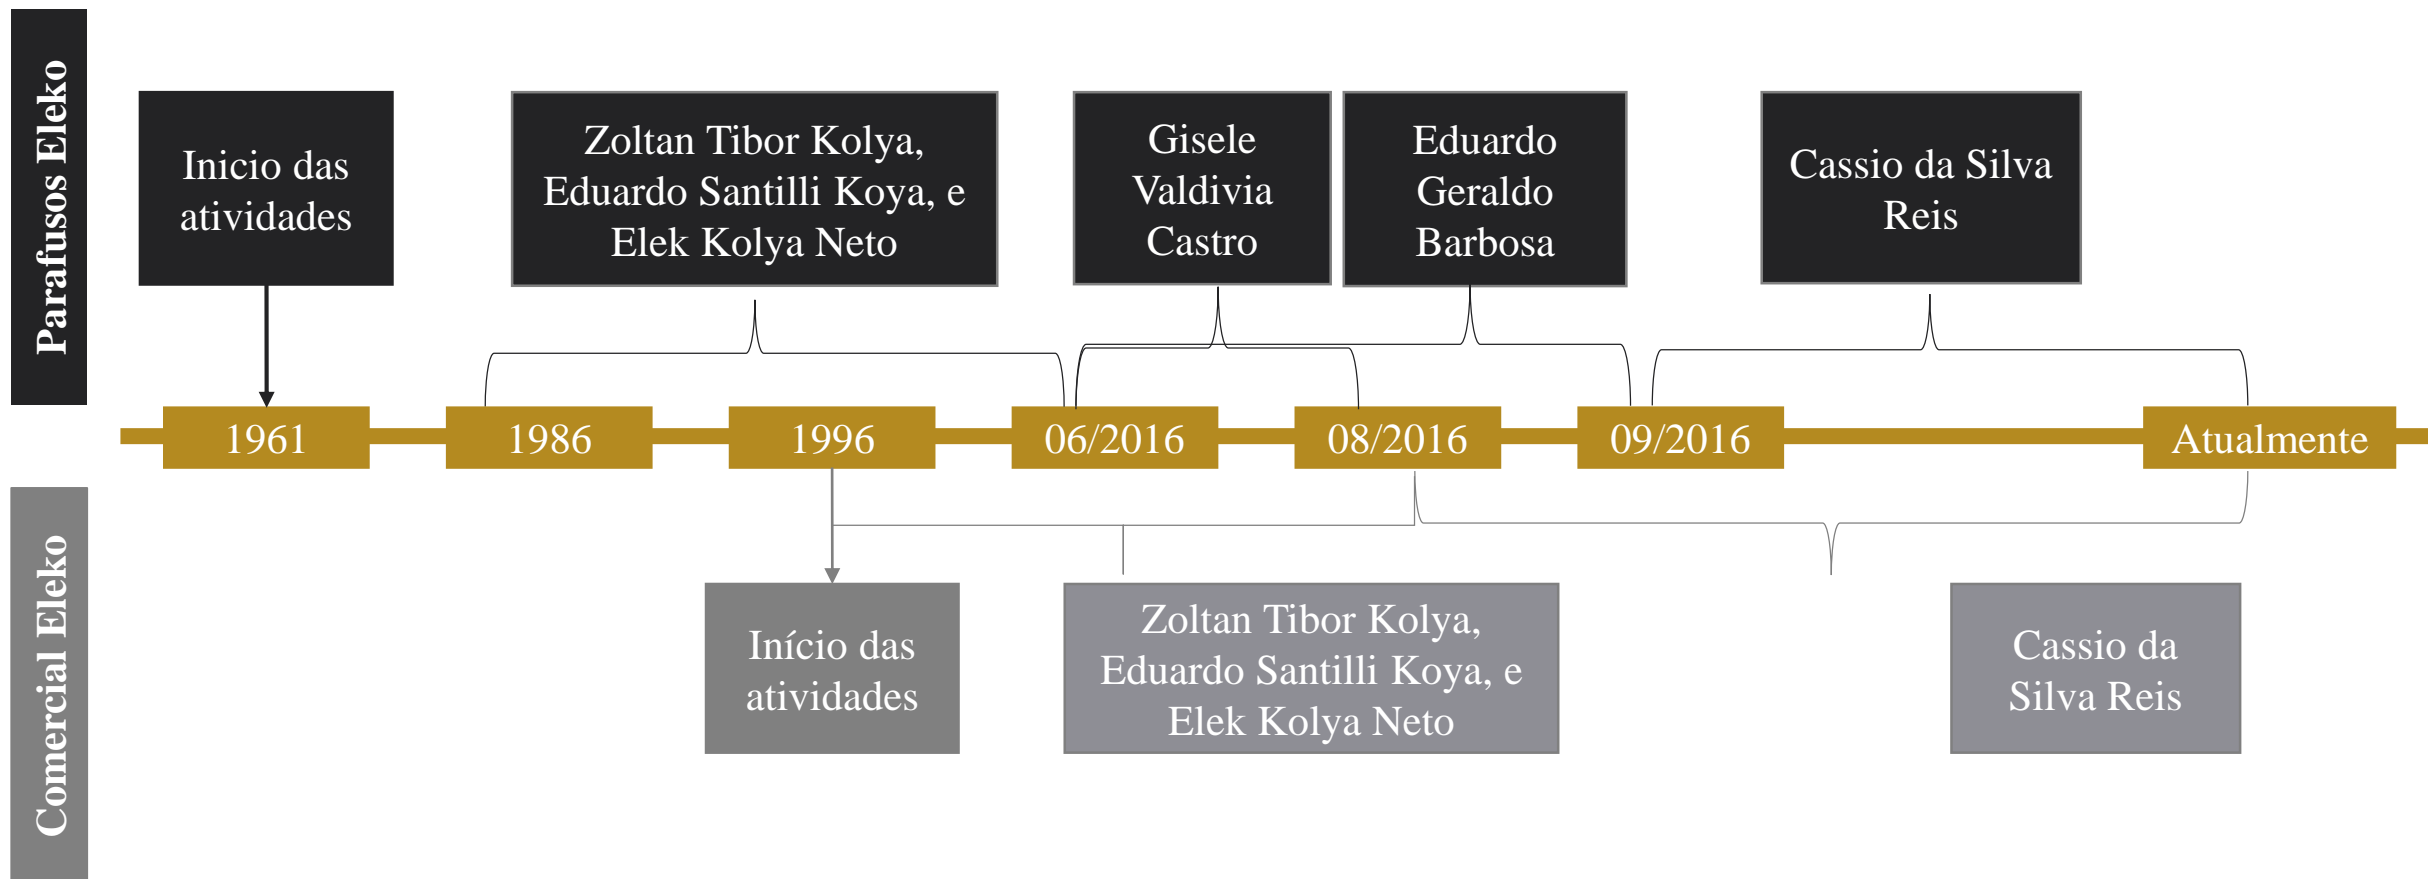 Parafusos Eleko
Inicio das
atividades
Zoltan Tibor Kolya,
Eduardo Santilli Koya, e
Elek Kolya Neto
Gisele
Valdivia
Castro
Eduardo
Geraldo
Barbosa
Cassio da Silva
Reis
1961
1986
1996
06/2016
08/2016
09/2016
Atualmente
Comercial Eleko
Início das
atividades
Zoltan Tibor Kolya,
Eduardo Santilli Koya, e
Elek Kolya Neto
Cassio da
Silva Reis